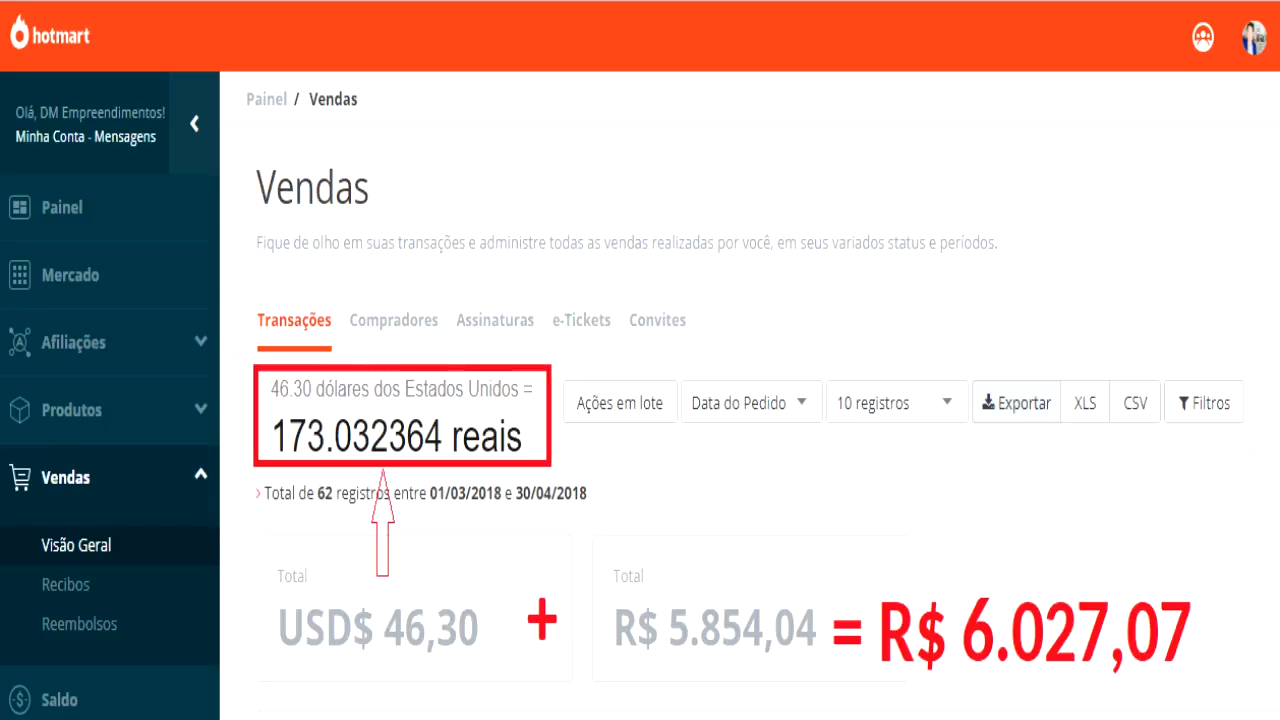 hotmart
Olá, DM Empreendimentos!
Minha Conta - Mensagens
Painel
Mercado
Afiliações
Produtos
Vendas
Visão Geral
Recibos
Reembolsos
Saldo
Painel / Vendas
Vendas
Fique de olho em suas transações e administre todas as vendas realizadas por você, em seus variados status e períodos.
Transações Compradores Assinaturas e-Tickets Convites
46.30 dólares dos Estados Unidos =
173.032364 reais
Ações em lote Data do Pedido 10 registros Exportar XLS CSV Filtros
Total de 62 registros entre 01/03/2018 e 30/04/2018
Total
USD$ 46,30
+
Total
R$ 5.854,04
= R$ 6.027,07